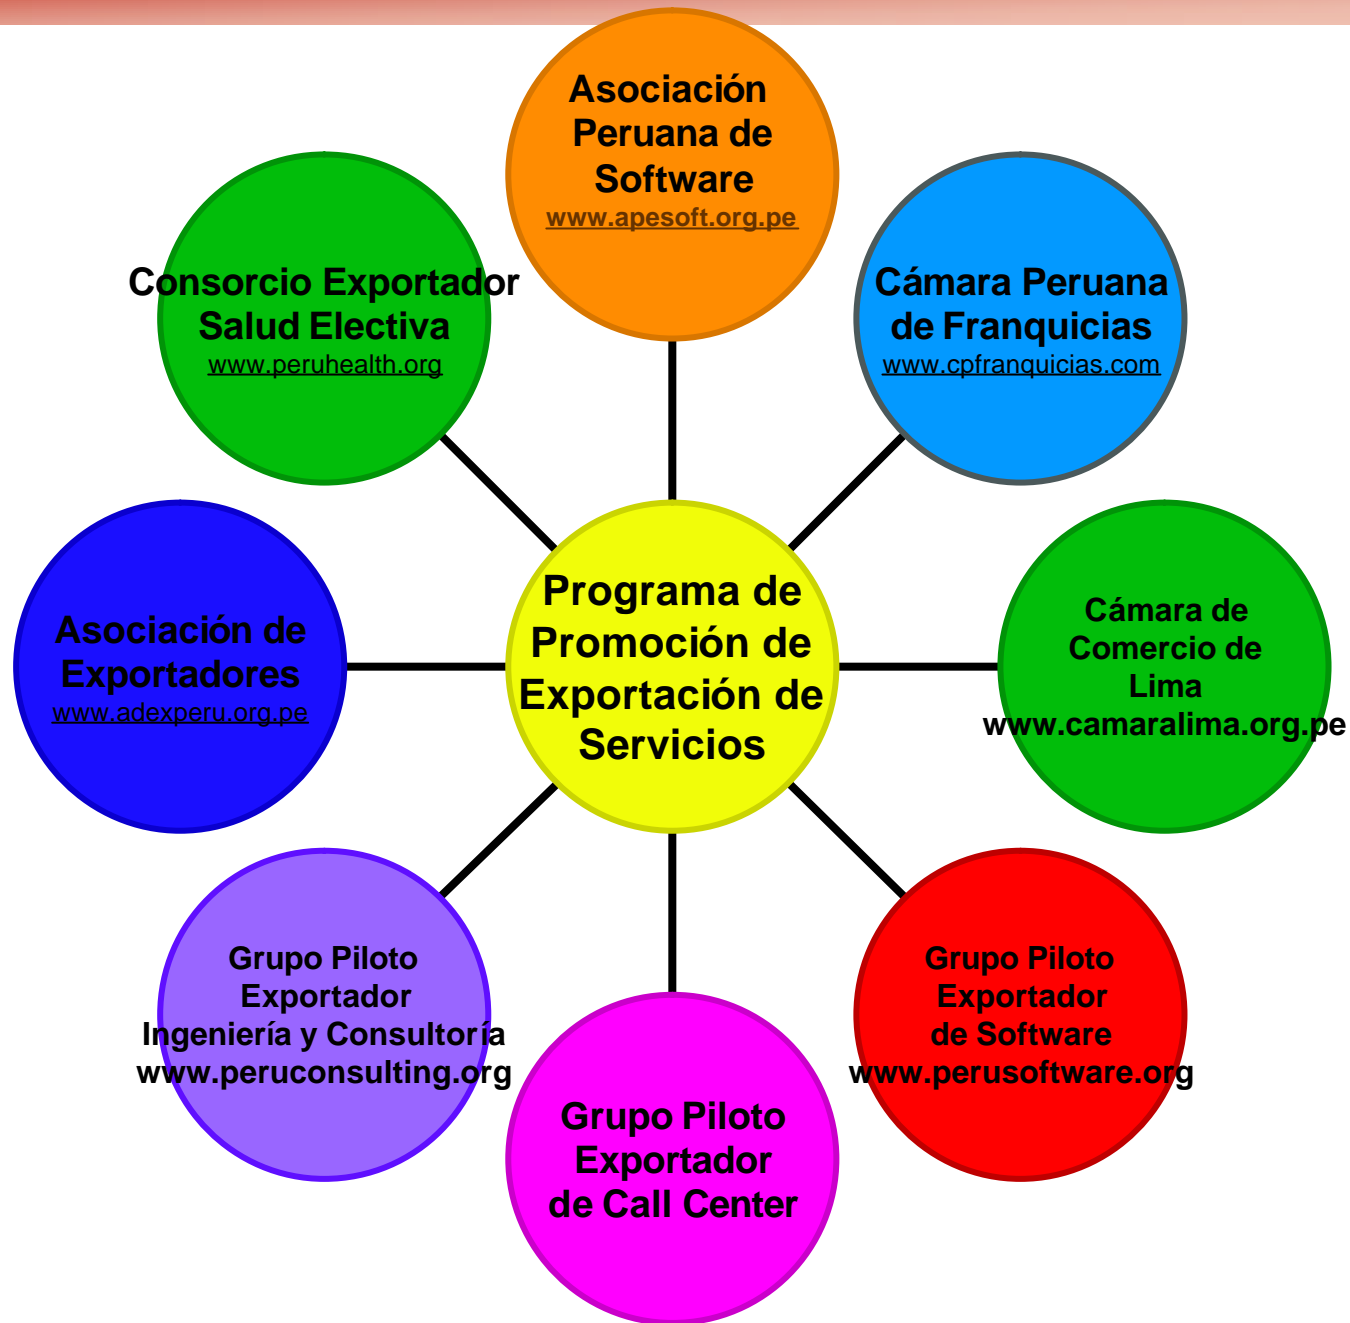 Asociación
Peruana de
Software
www.apesoft.org.pe
Consorcio Exportador
Salud Electiva
www.peruhealth.org
Cámara Peruana
de Franquicias
www.cpfranquicias.com
Programa de
Promoción de
Exportación de
Servicios
Asociación de
Exportadores
www.adexperu.org.pe
Cámara de
Comercio de
Lima
www.camaralima.org.pe
Grupo Piloto
Exportador
Ingeniería y Consultoría
www.peruconsulting.org
Grupo Piloto
Exportador
de Software
www.perusoftware.org
Grupo Piloto
Exportador
de Call Center